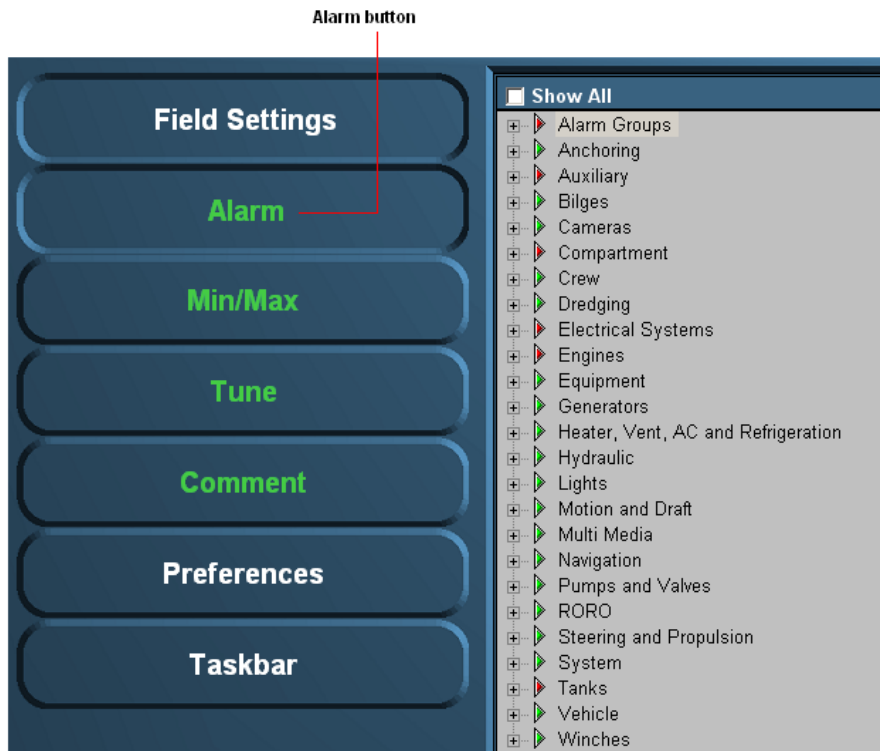 Alarm button
Field Settings
Alarm
Min/Max
Tune
Comment
Preferences
Taskbar
Show All
Alarm Groups
Anchoring
Auxiliary
Bilges
Cameras
Compartment
Crew
Dredging
Electrical Systems
Engines
Equipment
Generators
Heater, Vent, AC and Refrigeration
Hydraulic
Lights
Motion and Draft
Multi Media
Navigation
Pumps and Valves
RORO
Steering and Propulsion
System
Tanks
Vehicle
Winches